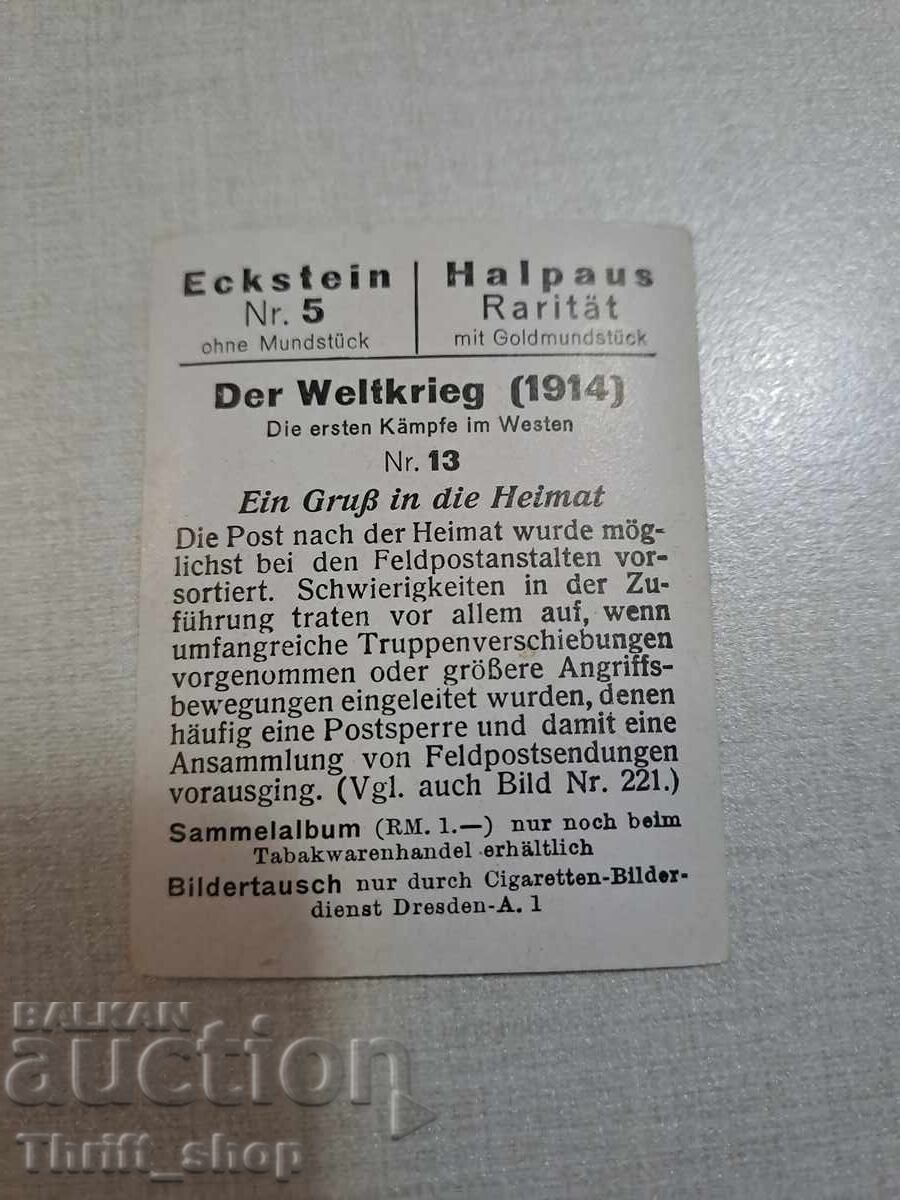 Eckstein
Nr. 5
ohne Mundstück
Halpaus
Rarität
mit Goldmundstück
Der Weltkrieg (1914)
Die ersten Kämpfe im Westen
Nr. 13
Ein Gruß in die Heimat
Die Post nach der Heimat wurde mög-
lichst bei den Feldpostanstalten vor-
sortiert. Schwierigkeiten in der Zu-
führung traten vor allem auf, wenn
umfangreiche Truppenverschiebungen
vorgenommen oder größere Angriffs-
bewegungen eingeleitet wurden, denen
häufig eine Postsperre und damit eine
Ansammlung von Feldpostsendungen
vorausging. (Vgl. auch Bild Nr. 221.)
Sammelalbum (RM. 1.—) nur noch beim
Tabakwarenhandel erhältlich
Bildertausch nur durch Cigaretten-Bilder-
dienst Dresden-A. 1
BALKAN
auction
Thrift_shop